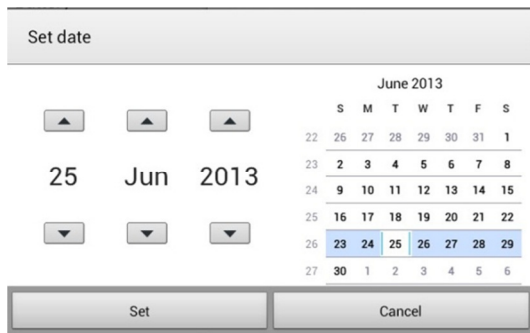 Set date
25 Jun 2013
June 2013
S M T W T F S
22 26 27 28 29 30 31 1
23 2 3 4 5 6 7 8
24 9 10 11 12 13 14 15
25 16 17 18 19 20 21 22
26 23 24 25 26 27 28 29
27 30 1 2 3 4 5 6
Set Cancel